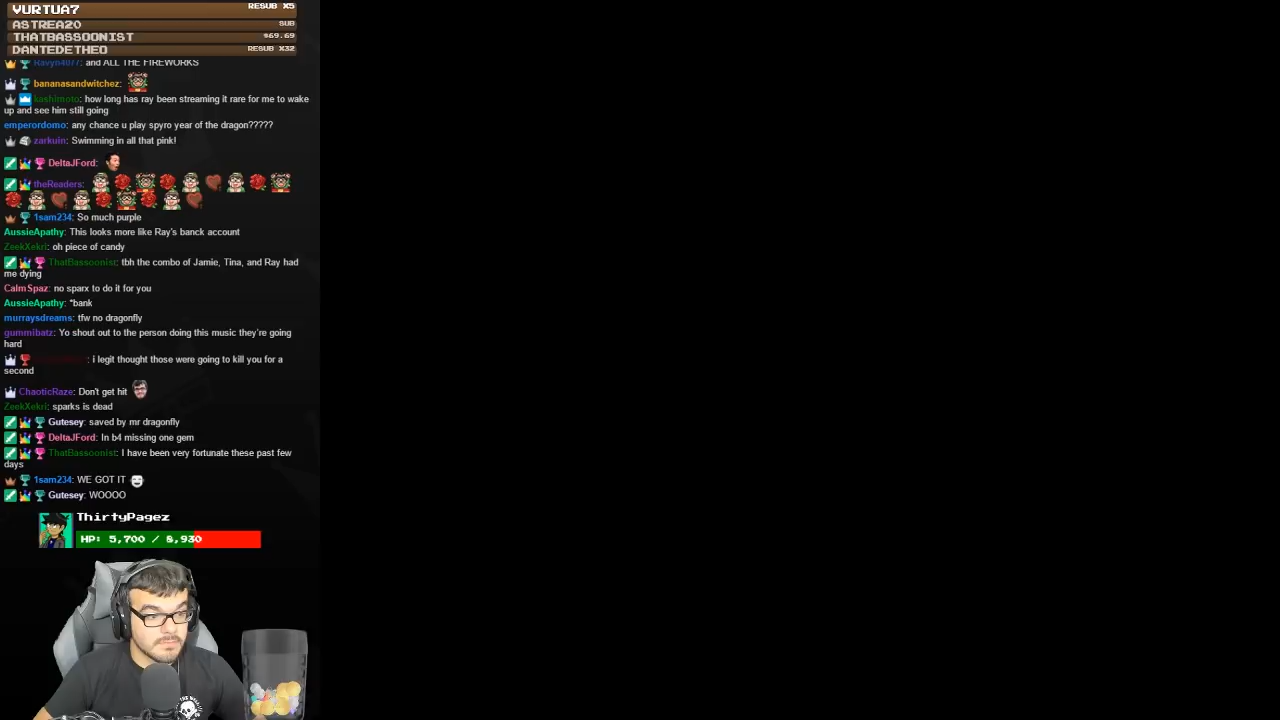 VURTUA7 RESUB X5
ASTREA20 SUB
THATBASSOONIST $69.69
DANTEDETHEO RESUB X32
Ravyn4077: and ALL THE FIREWORKS
bananasandwitchez:
kashimoto: how long has ray been streaming it rare for me to wake
up and see him still going
emperordomo: any chance u play spyro year of the dragon?????
zarkuin: Swimming in all that pink!
DeltaJFord:
theReaders:
1sam234: So much purple
AussieApathy: This looks more like Ray's banck account
ZeekXekri: oh piece of candy
ThatBassoonist: tbh the combo of Jamie, Tina, and Ray had
me dying
CalmSpaz: no sparx to do it for you
AussieApathy: *bank
murraysdreams: tfw no dragonfly
gummibatz: Yo shout out to the person doing this music they're going
hard
: i legit thought those were going to kill you for a
second
ChaoticRaze: Don't get hit
ZeekXekri: sparks is dead
Gutesey: saved by mr dragonfly
DeltaJFord: In b4 missing one gem
ThatBassoonist: I have been very fortunate these past few
days
1sam234: WE GOT IT
Gutesey: WOOOO
ThirtyPagez
HP: 5,700 / 8,930